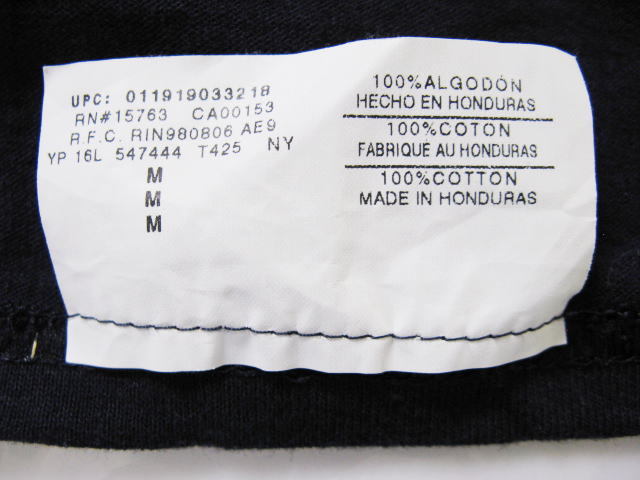 UPC: 011919033218
RN#15763 CA00153
R.F.C. RIN980806 AE9
YP 16L 547444 T425 NY
M
M
M
100%ALGODÓN
HECHO EN HONDURAS
100%COTON
FABRIQUÉ AU HONDURAS
100%COTTON
MADE IN HONDURAS